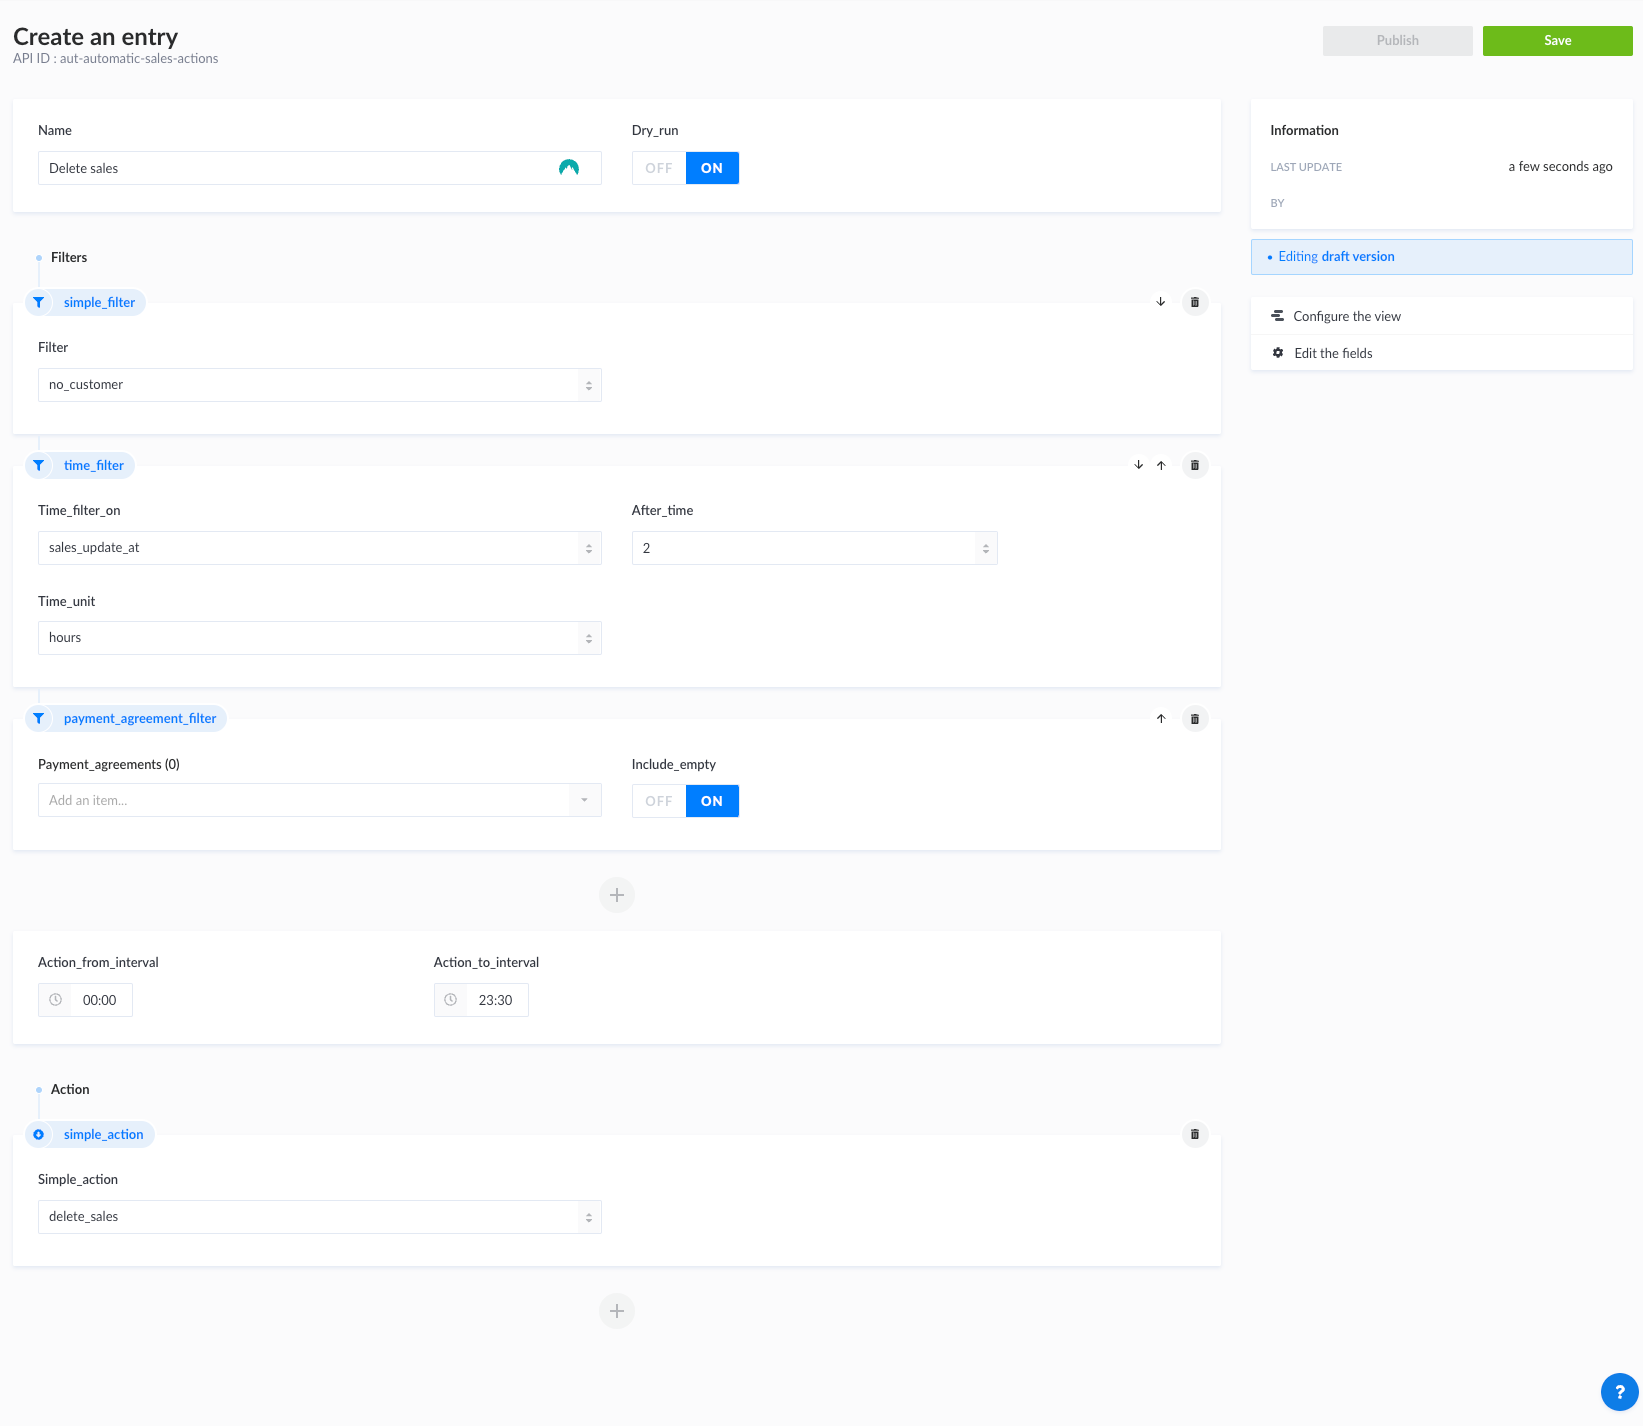 Create an entry
API ID : aut-automatic-sales-actions
Publish
Save
Name
Delete sales
Dry_run
OFF ON
Information
LAST UPDATE a few seconds ago
BY
Editing draft version
Configure the view
Edit the fields
Filters
simple_filter
Filter
no_customer
time_filter
Time_filter_on
sales_update_at
After_time
2
Time_unit
hours
payment_agreement_filter
Payment_agreements (0)
Add an item...
Include_empty
OFF ON
Action_from_interval
00:00
Action_to_interval
23:30
Action
simple_action
Simple_action
delete_sales
?